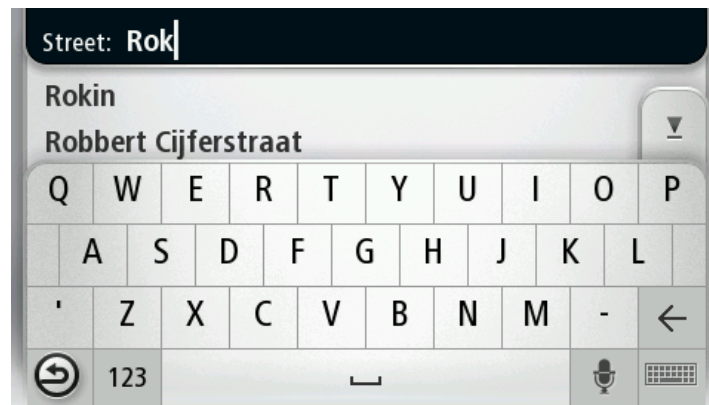 Street: Rok
Rokin
Robbert Cijferstraat
Q W E R T Y U I O P
A S D F G H J K L
' Z X C V B N M -
123